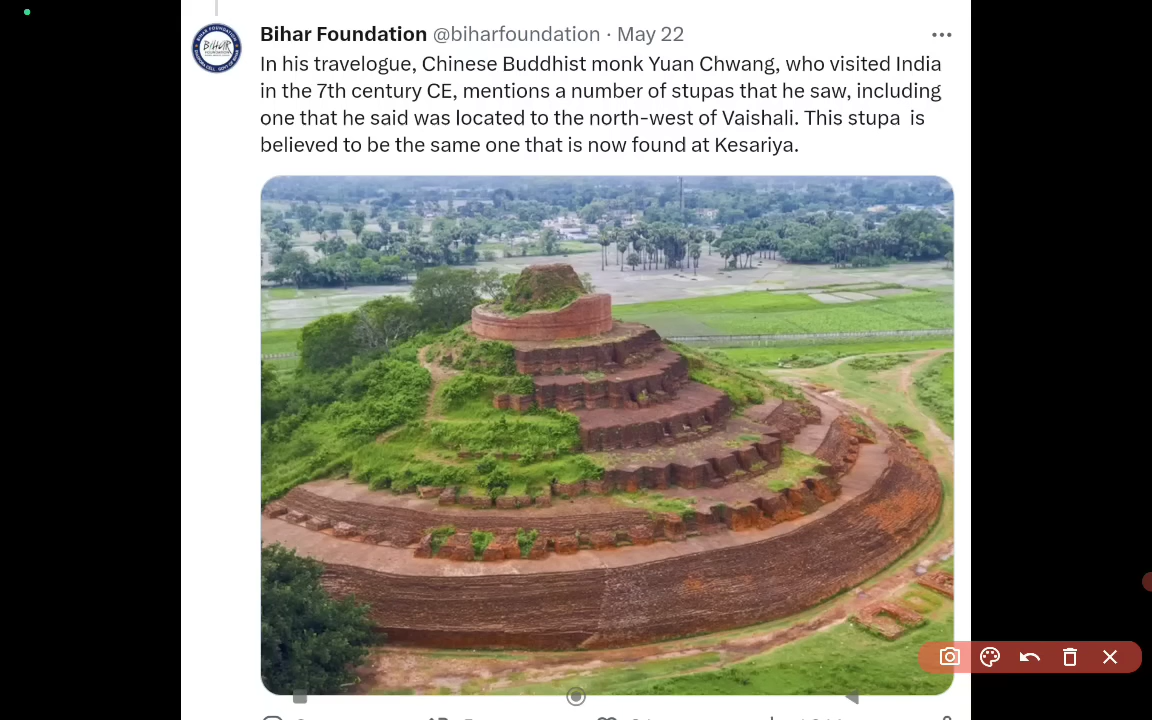 Bihar Foundation @biharfoundation · May 22
In his travelogue, Chinese Buddhist monk Yuan Chwang, who visited India
in the 7th century CE, mentions a number of stupas that he saw, including
one that he said was located to the north-west of Vaishali. This stupa  is
believed to be the same one that is now found at Kesariya.